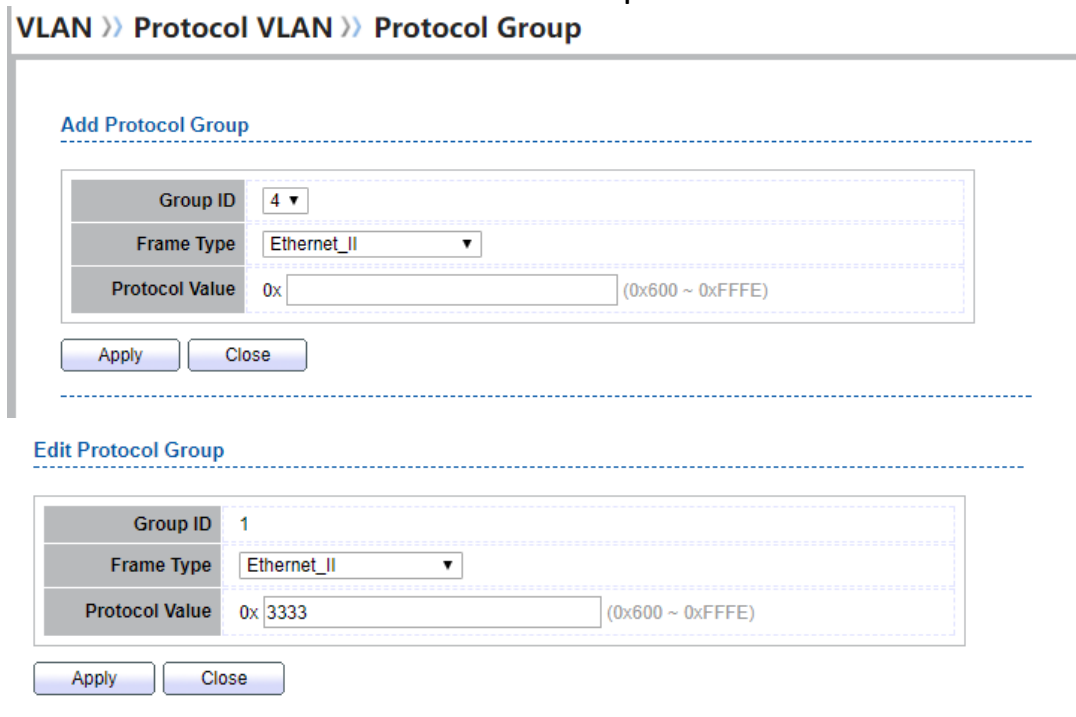 VLAN 》 Protocol VLAN 》 Protocol Group
Add Protocol Group
Group ID 4 ▼
Frame Type Ethernet_II ▼
Protocol Value 0x (0x600 ~ 0xFFFE)
Apply Close
Edit Protocol Group
Group ID 1
Frame Type Ethernet_II ▼
Protocol Value 0x 3333 (0x600 ~ 0xFFFE)
Apply Close